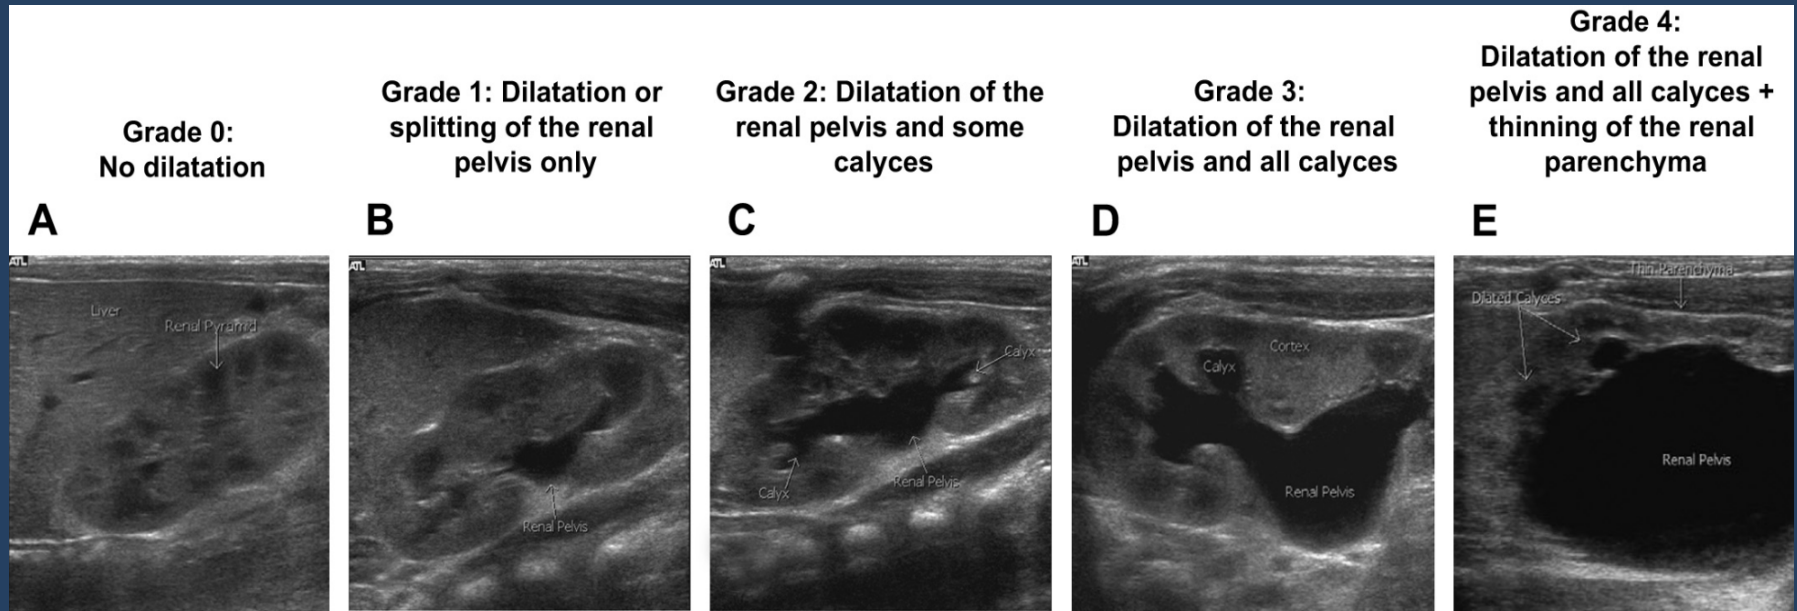 Grade 0:
No dilatation
A
ATL
Liver
Renal Pyramid
Grade 1: Dilatation or
splitting of the renal
pelvis only
B
ATL
Renal Pelvis
Grade 2: Dilatation of the
renal pelvis and some
calyces
C
ATL
Calyx
Calyx
Renal Pelvis
Grade 3:
Dilatation of the renal
pelvis and all calyces
D
ATL
Calyx
Cortex
Renal Pelvis
Grade 4:
Dilatation of the renal
pelvis and all calyces +
thinning of the renal
parenchyma
E
Thin Parenchyma
Dilated Calyces
Renal Pelvis